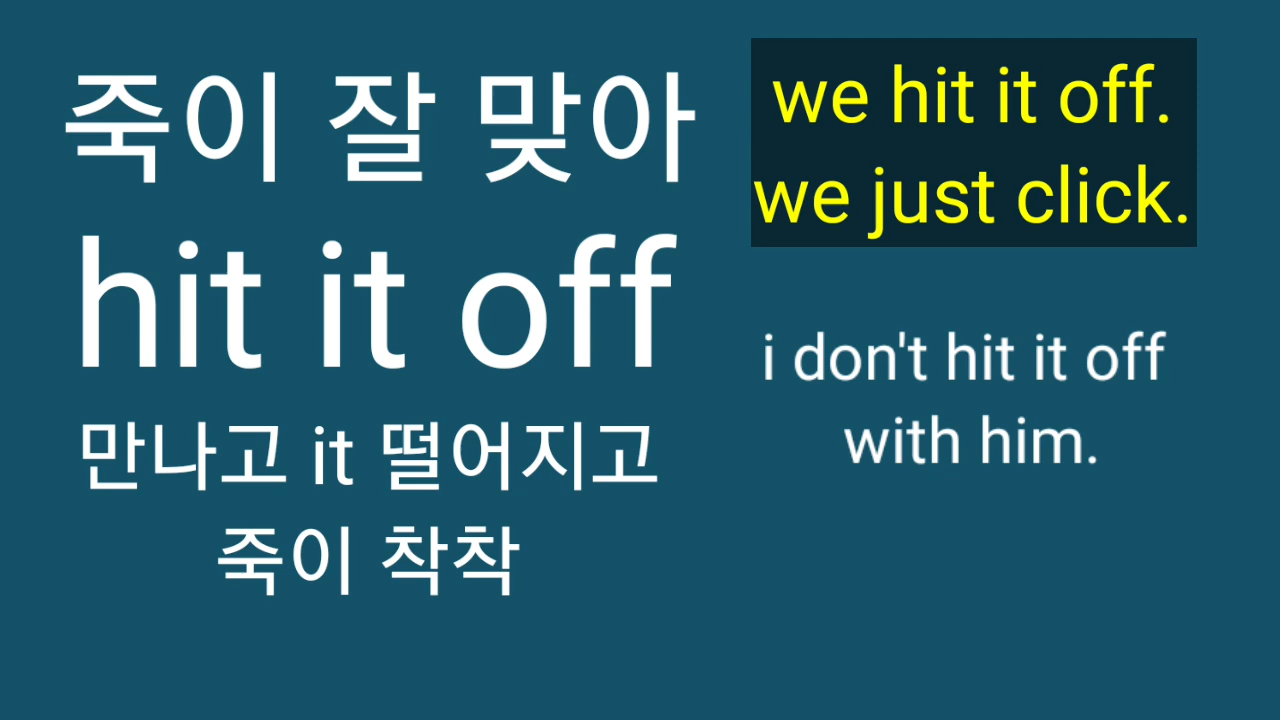 죽이 잘 맞아
hit it off
만나고 it 떨어지고
죽이 착착
we hit it off.
we just click.
i don't hit it off
with him.